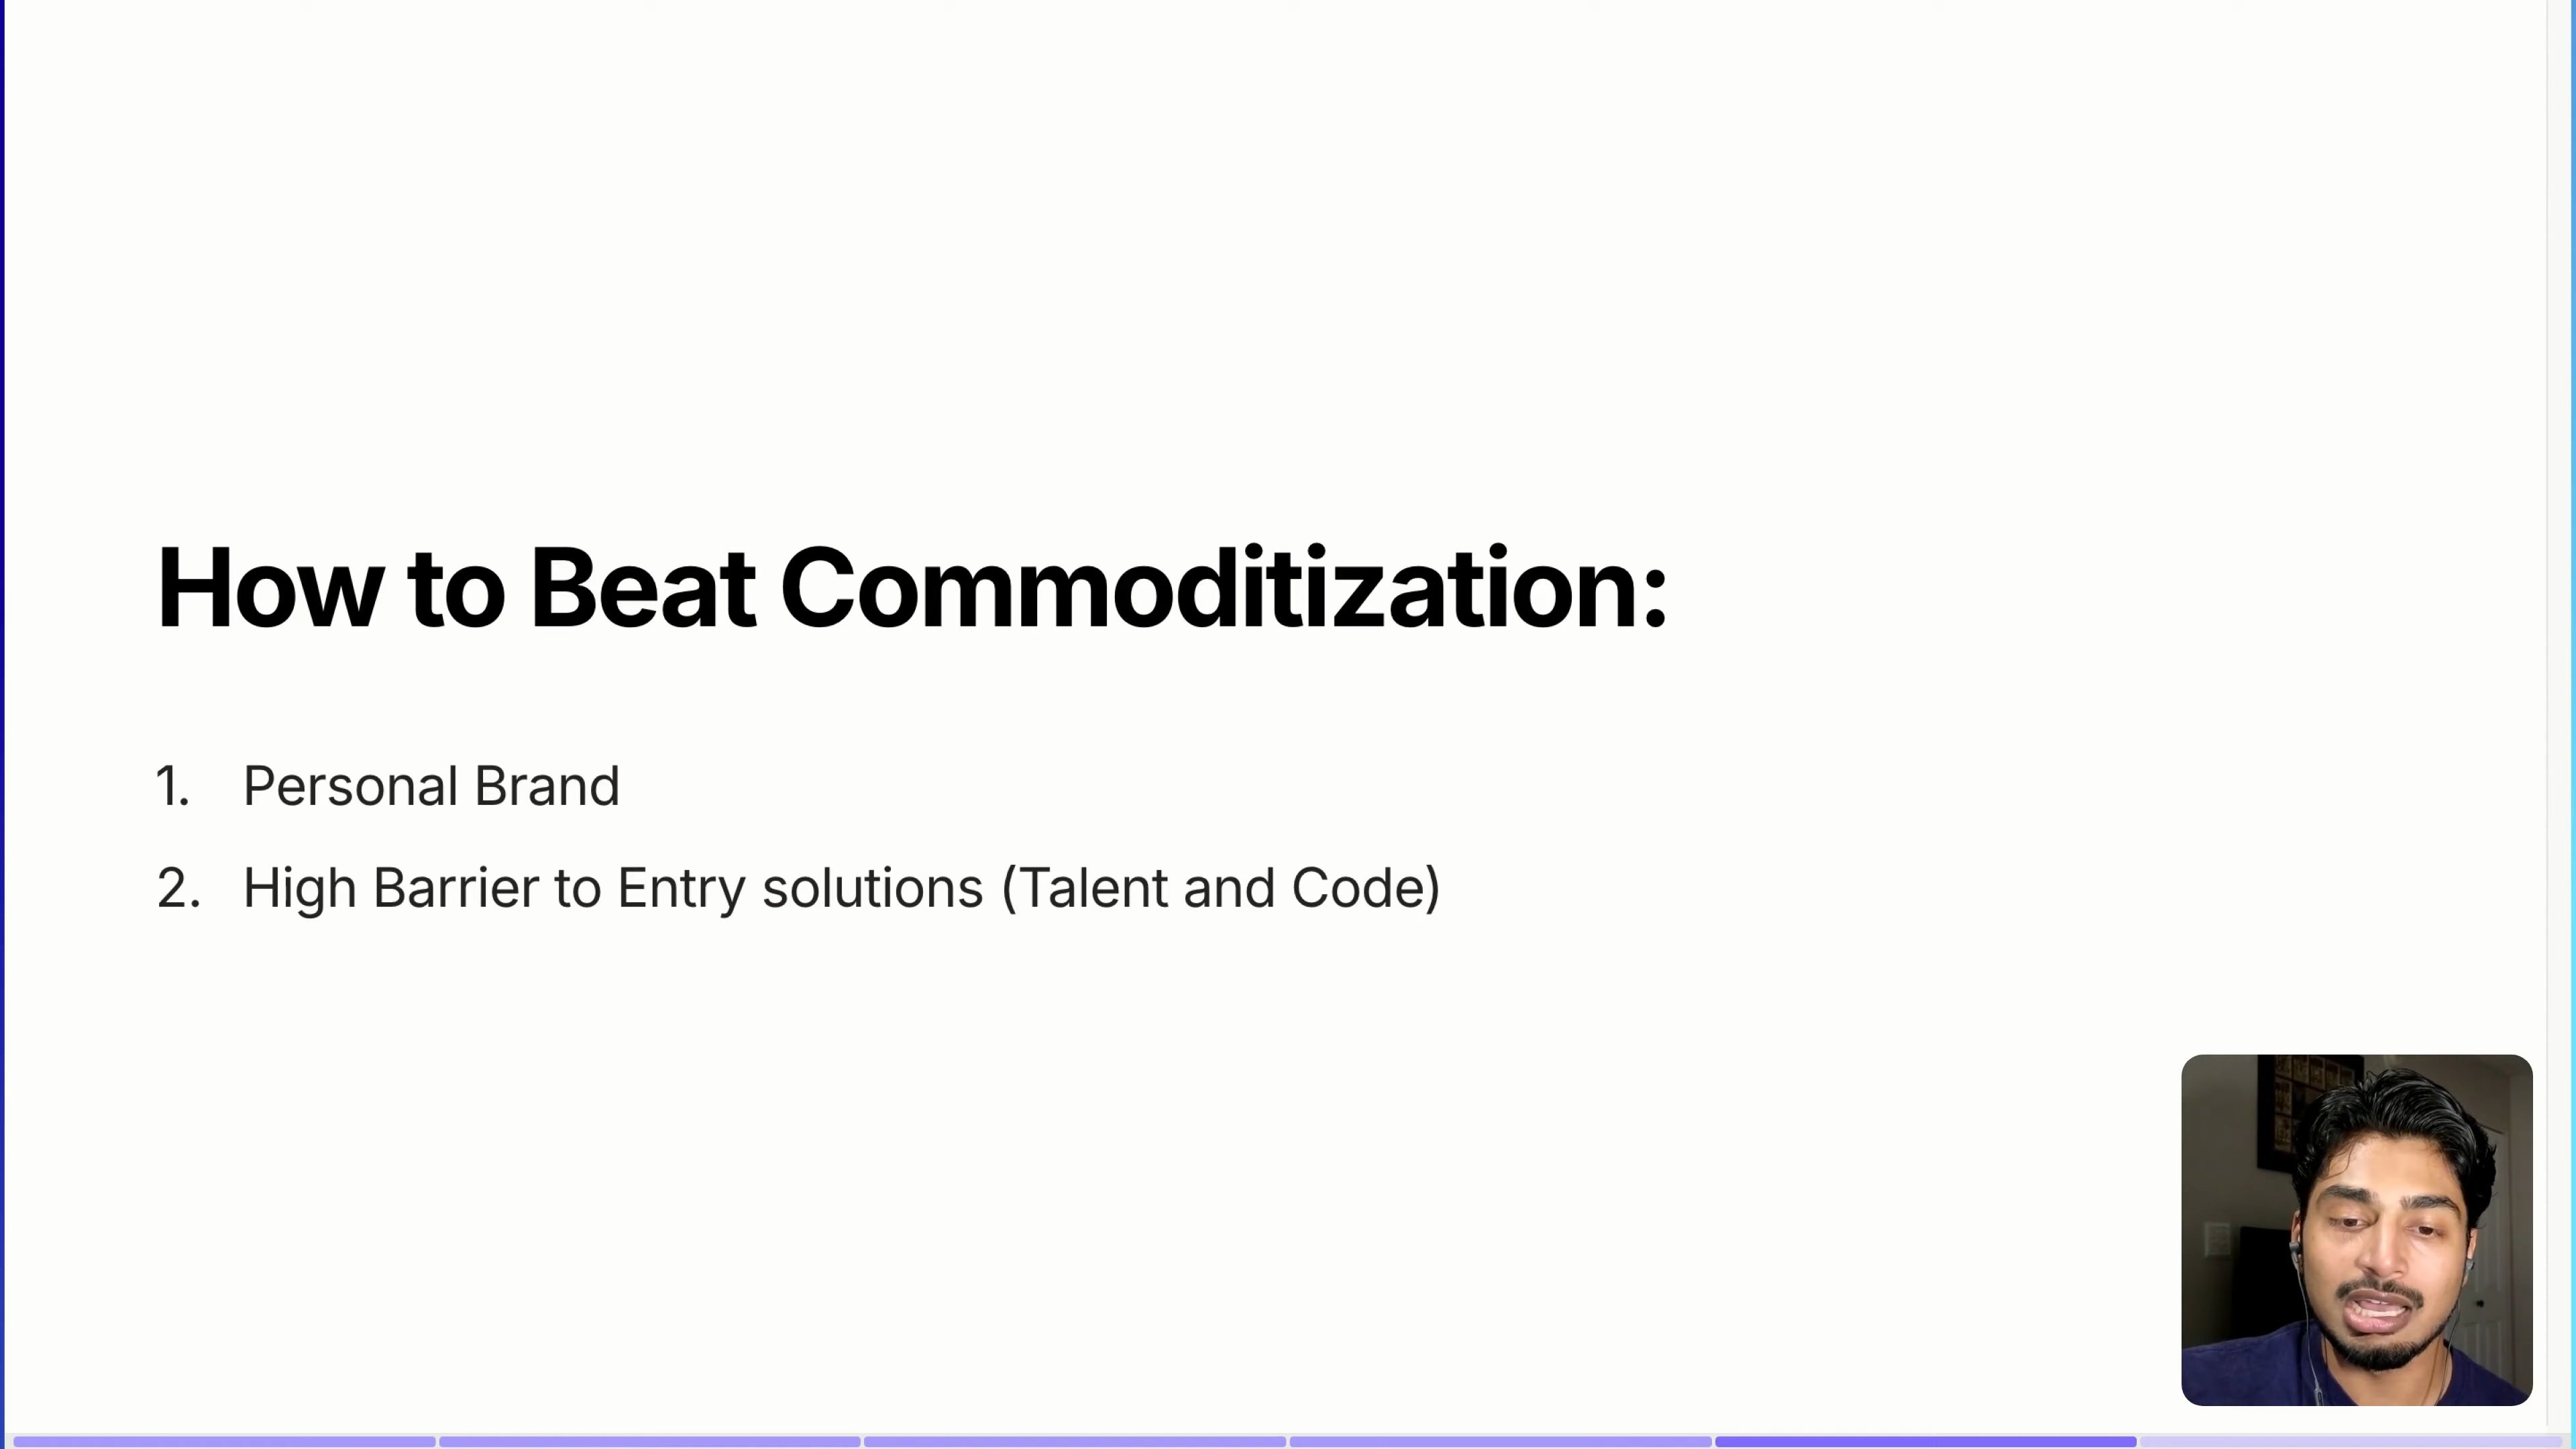 How to Beat Commoditization:
1. Personal Brand
2. High Barrier to Entry solutions (Talent and Code)